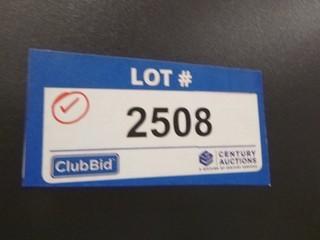 LOT #
2508
ClubBid
CENTURY
AUCTIONS